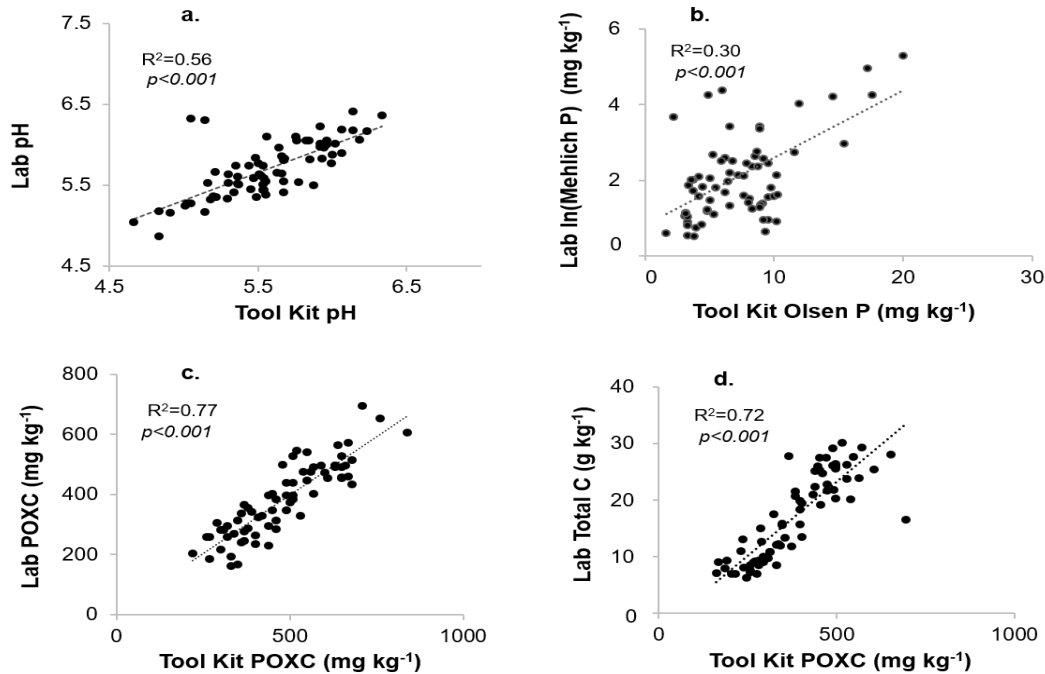 a.
R²=0.56
p<0.001
Lab pH
7.5
6.5
5.5
4.5
4.5 5.5 6.5
Tool Kit pH
b.
R²=0.30
p<0.001
Lab ln(Mehlich P) (mg kg⁻¹)
6
4
2
0
0 10 20 30
Tool Kit Olsen P (mg kg⁻¹)
c.
R²=0.77
p<0.001
Lab POXC (mg kg⁻¹)
800
600
400
200
0
0 500 1000
Tool Kit POXC (mg kg⁻¹)
d.
R²=0.72
p<0.001
Lab Total C (g kg⁻¹)
40
30
20
10
0
0 500 1000
Tool Kit POXC (mg kg⁻¹)